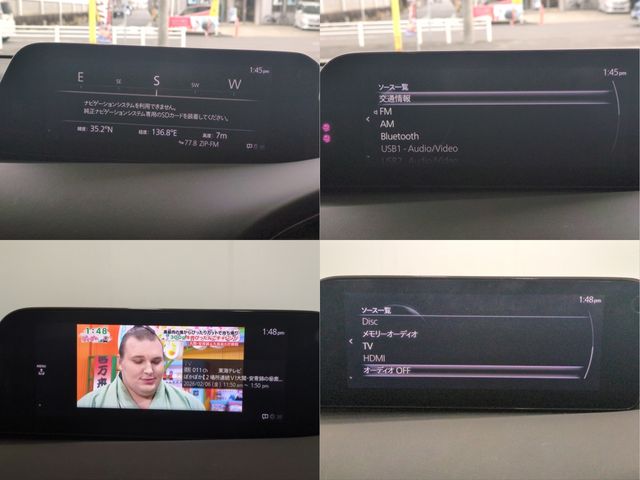 1:45pm
E SE S SW W
ナビゲーションシステムを利用できません。
純正ナビゲーションシステム専用のSDカードを装着してください。
緯度: 35.2°N 経度: 136.8°E 高度: 7m
77.8 ZIP-FM
1:45pm
ソース一覧
交通情報
FM
AM
Bluetooth
USB1 - Audio/Video
USB2 - Audio/Video
1:48pm
MENU
1:48
TV
011ch 東海テレビ
2026/02/06 (金) 11:50 am ~ 1:50 pm
1:48pm
ソース一覧
Disc
メモリーオーディオ
TV
HDMI
オーディオ OFF